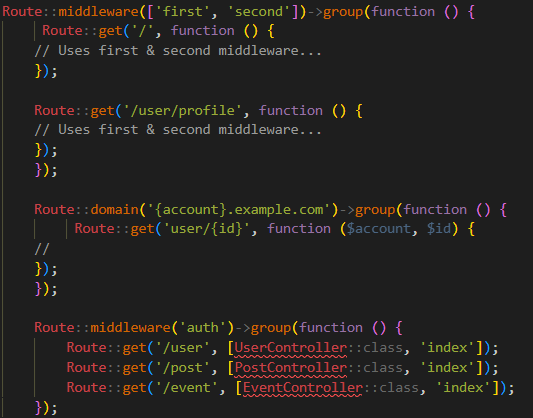 Route::middleware(['first', 'second'])->group(function () {
Route::get('/', function () {
// Uses first & second middleware...
});
Route::get('/user/profile', function () {
// Uses first & second middleware...
});
});
Route::domain('{account}.example.com')->group(function () {
Route::get('user/{id}', function ($account, $id) {
//
});
});
Route::middleware('auth')->group(function () {
Route::get('/user', [UserController::class, 'index']);
Route::get('/post', [PostController::class, 'index']);
Route::get('/event', [EventController::class, 'index']);
});